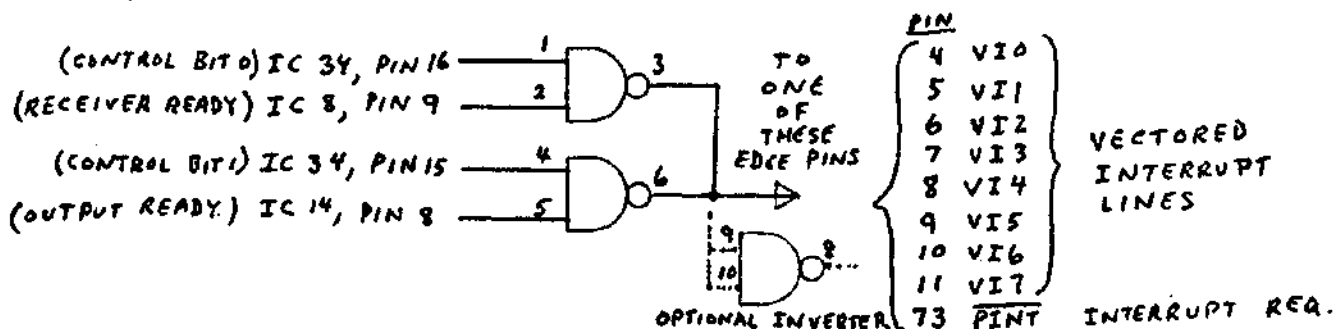 (CONTROL BIT 0) IC 34, PIN 16
1
2
3
(RECEIVER READY) IC 8, PIN 9
(CONTROL BIT 1) IC 34, PIN 15
4
5
6
(OUTPUT READY) IC 14, PIN 8
9
10
8
OPTIONAL INVERTER
TO
ONE
OF
THESE
EDGE PINS
PIN
4 VI0
5 VI1
6 VI2
7 VI3
8 VI4
9 VI5
10 VI6
11 VI7
73 PINT INTERRUPT REQ.
VECTORED
INTERRUPT
LINES